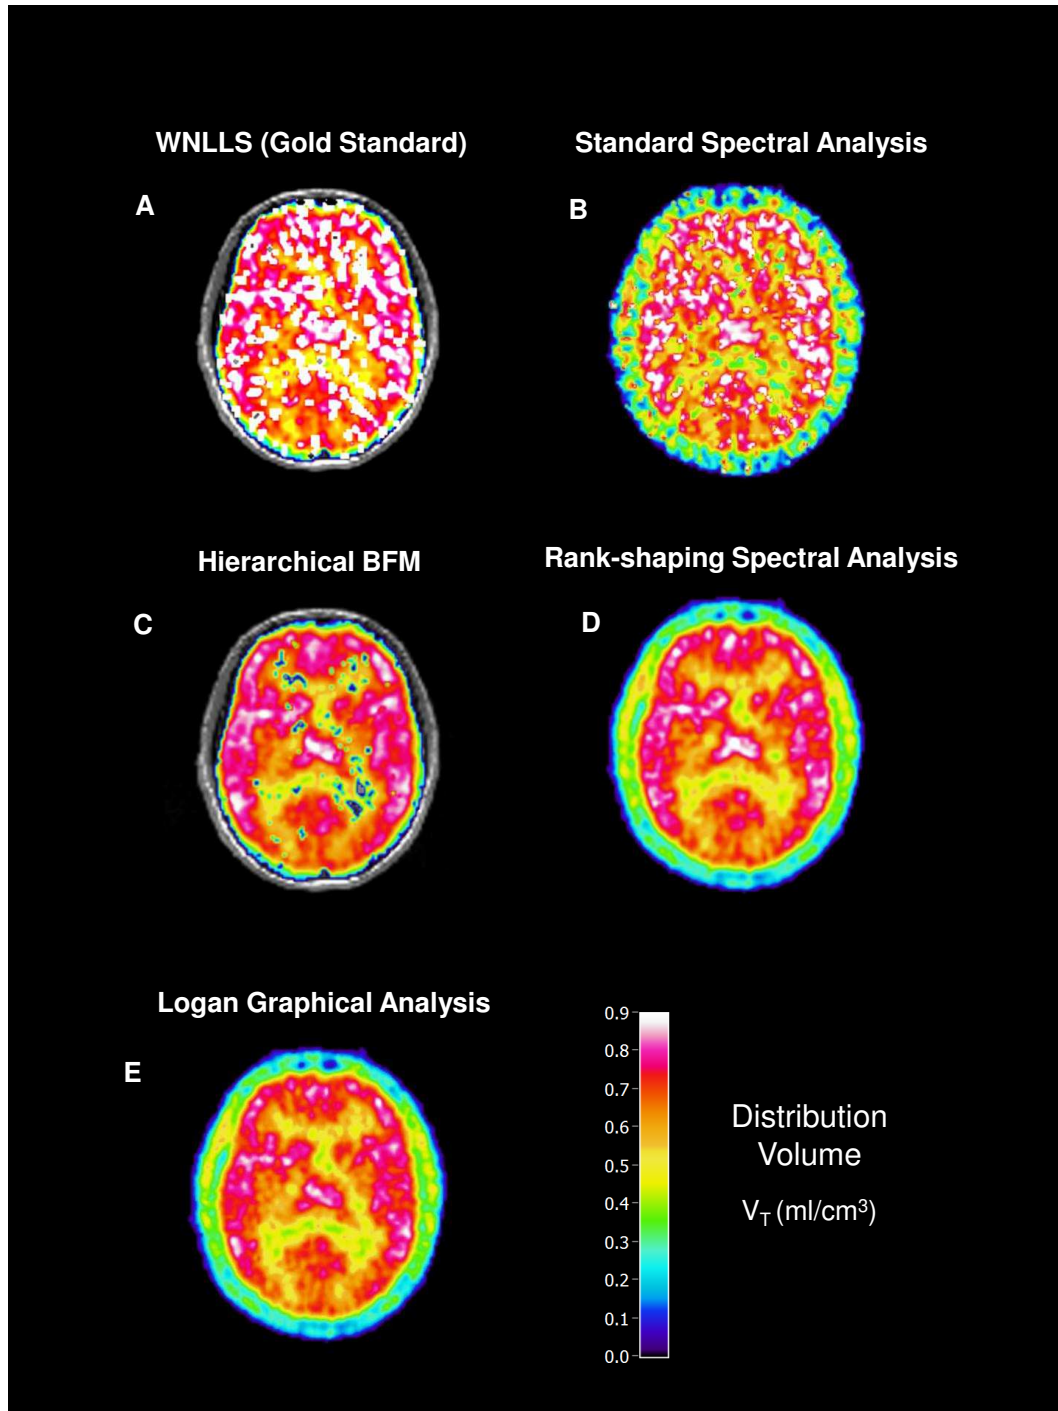 WNLLS (Gold Standard)
Standard Spectral Analysis
A
B
Hierarchical BFM
Rank-shaping Spectral Analysis
C
D
Logan Graphical Analysis
E
0.9
0.8
0.7
0.6
0.5
0.4
0.3
0.2
0.1
0.0
Distribution
Volume
V_T (ml/cm³)